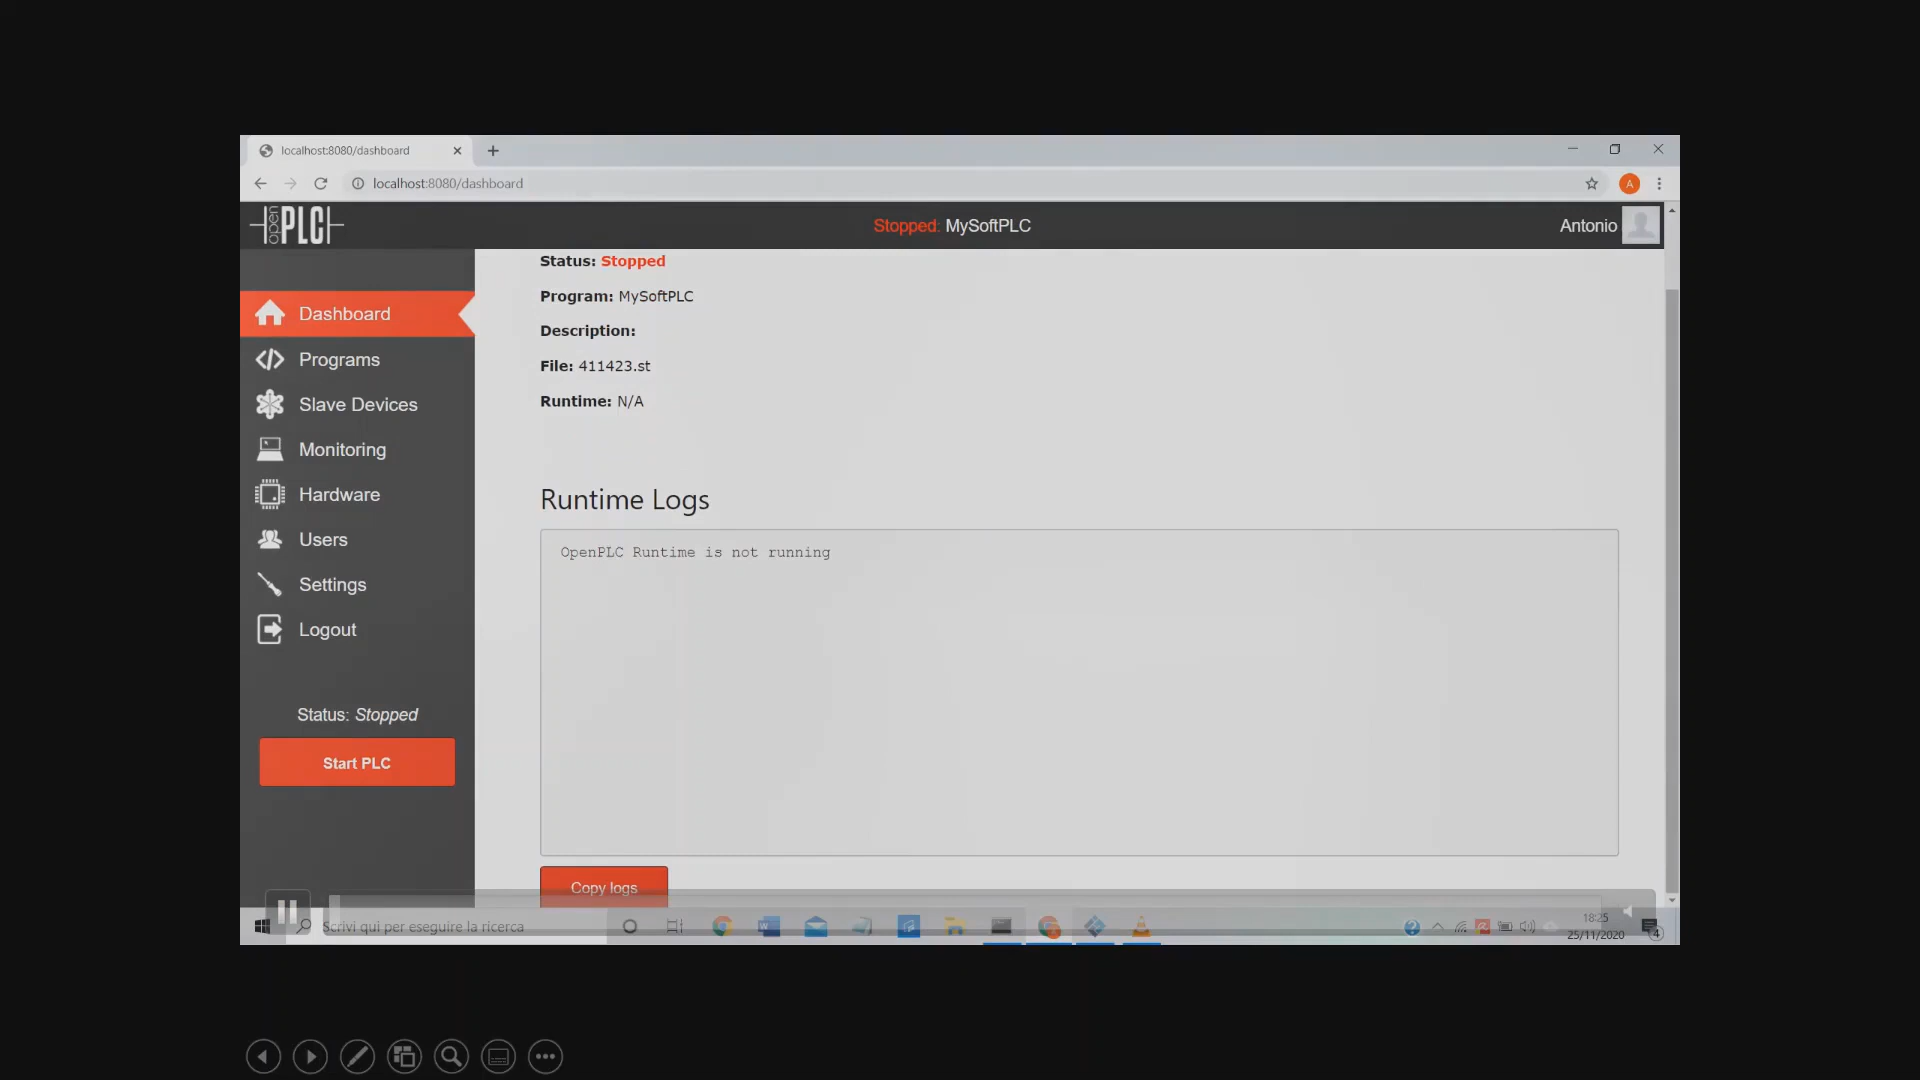 localhost:8080/dashboard
localhost:8080/dashboard
A
open PLC
Stopped: MySoftPLC
Antonio
Status: Stopped
Program: MySoftPLC
Description:
File: 411423.st
Runtime: N/A
Dashboard
Programs
Slave Devices
Monitoring
Hardware
Users
Settings
Logout
Status: Stopped
Start PLC
Runtime Logs
OpenPLC Runtime is not running
Copy logs
Scrivi qui per eseguire la ricerca
18:25
25/11/2020
4